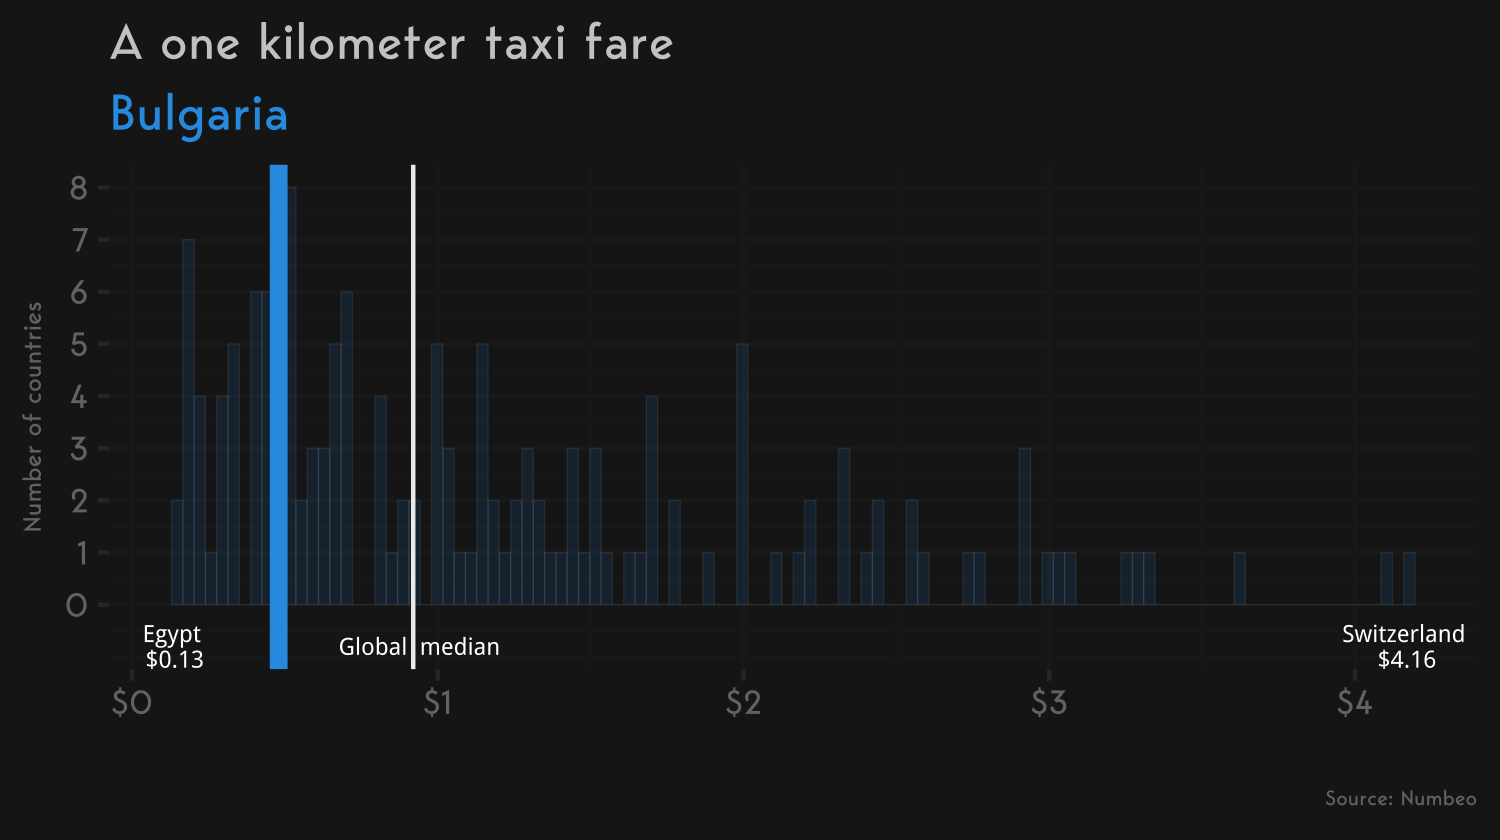 A one kilometer taxi fare
Bulgaria
Number of countries
8
7
6
5
4
3
2
1
0
Egypt
$0.13
Global median
Switzerland
$4.16
$0 $1 $2 $3 $4
Source: Numbeo